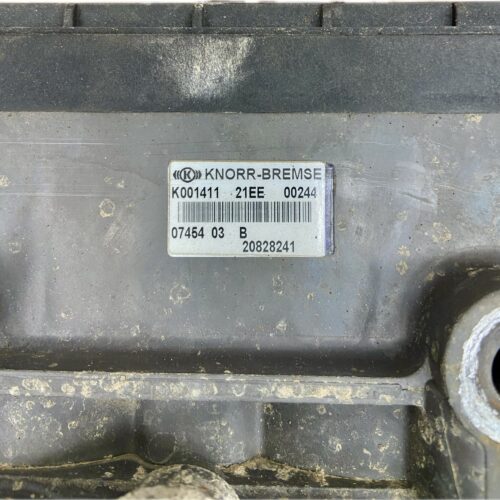 KNORR-BREMSE
K001411 21EE 00244
07454 03 B
20828241